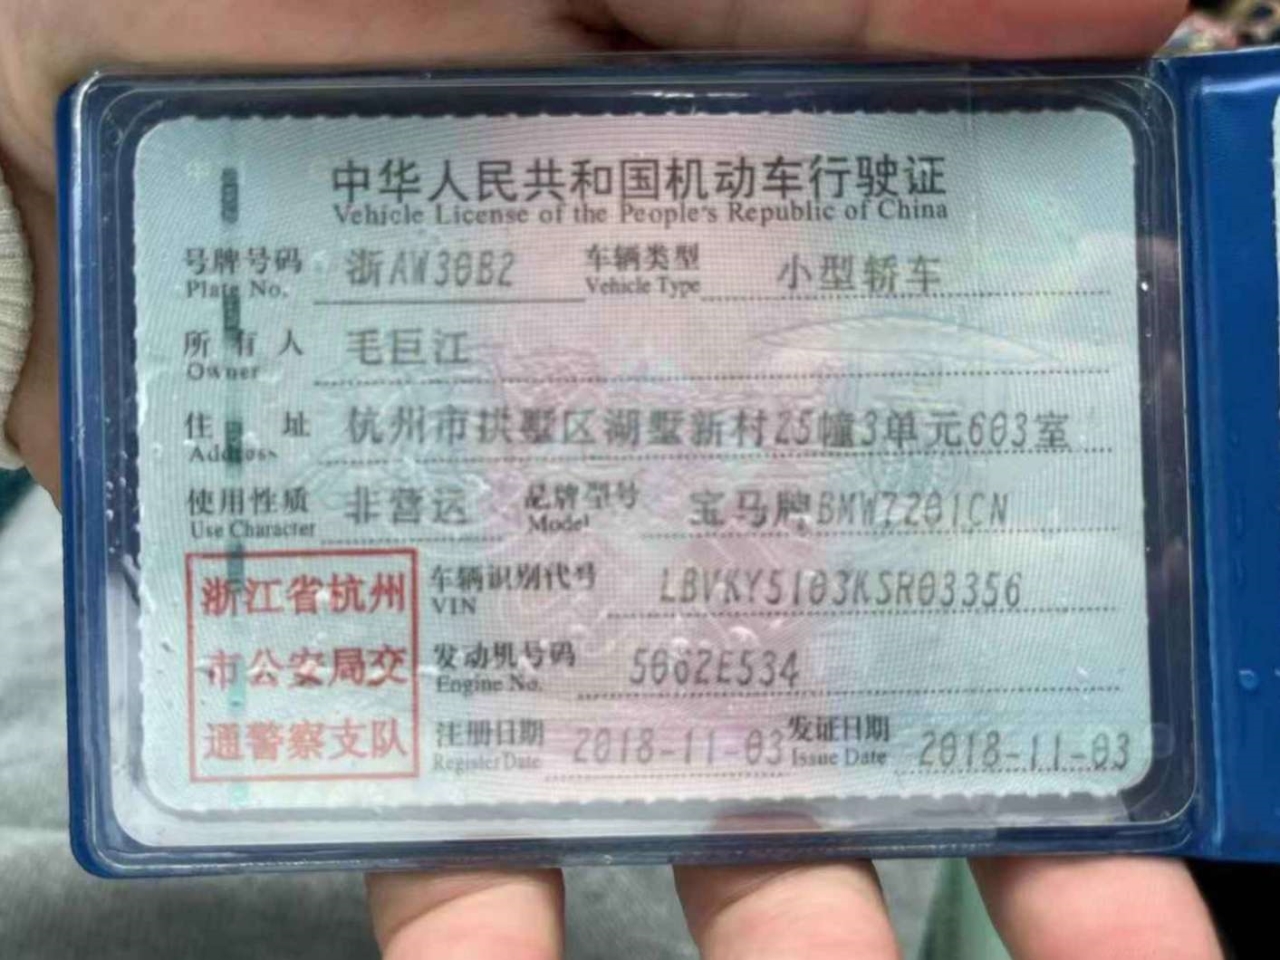 中华人民共和国机动车行驶证
Vehicle License of the People's Republic of China
号牌号码 浙AW30B2 车辆类型 小型轿车
Plate No. Vehicle Type
所有人 毛巨江
Owner
住址 杭州市拱墅区湖墅新村25幢3单元603室
Address
使用性质 非营运 品牌型号 宝马牌BMW7201CN
Use Character Model
浙江省杭州
市公安局交
通警察支队
车辆识别代号 LBVKY5103KSR03356
VIN
发动机号码 5062E534
Engine No.
注册日期 2018-11-03 发证日期 2018-11-03
Register Date Issue Date